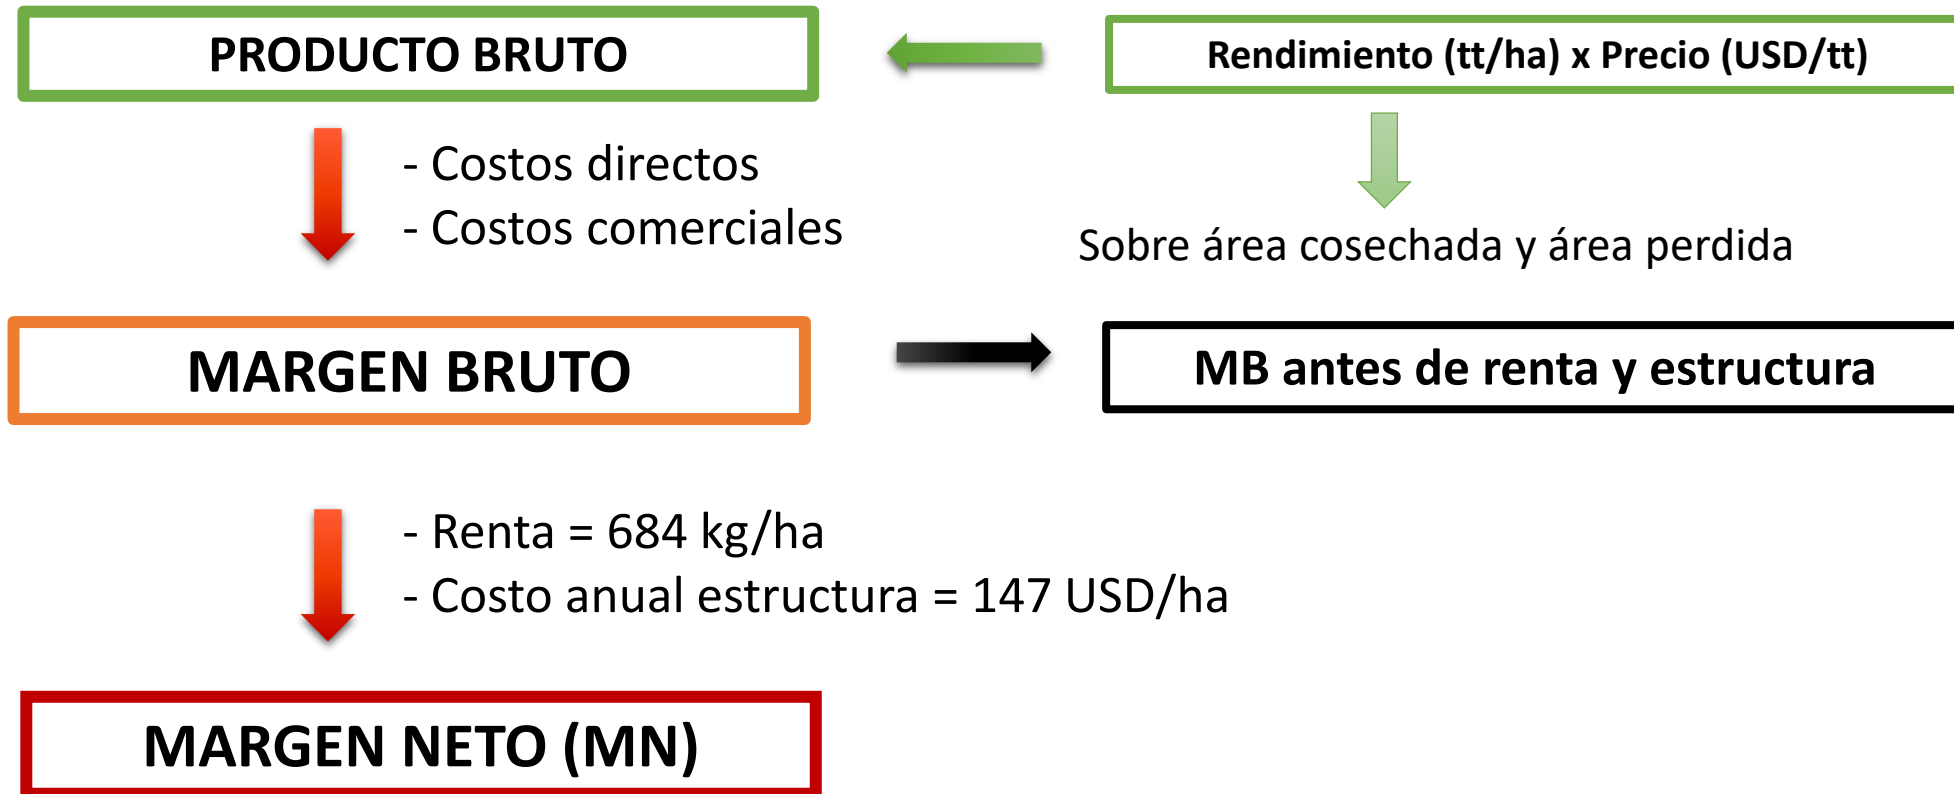 PRODUCTO BRUTO
Rendimiento (tt/ha) x Precio (USD/tt)
- Costos directos
- Costos comerciales
Sobre área cosechada y área perdida
MARGEN BRUTO
MB antes de renta y estructura
- Renta = 684 kg/ha
- Costo anual estructura = 147 USD/ha
MARGEN NETO (MN)